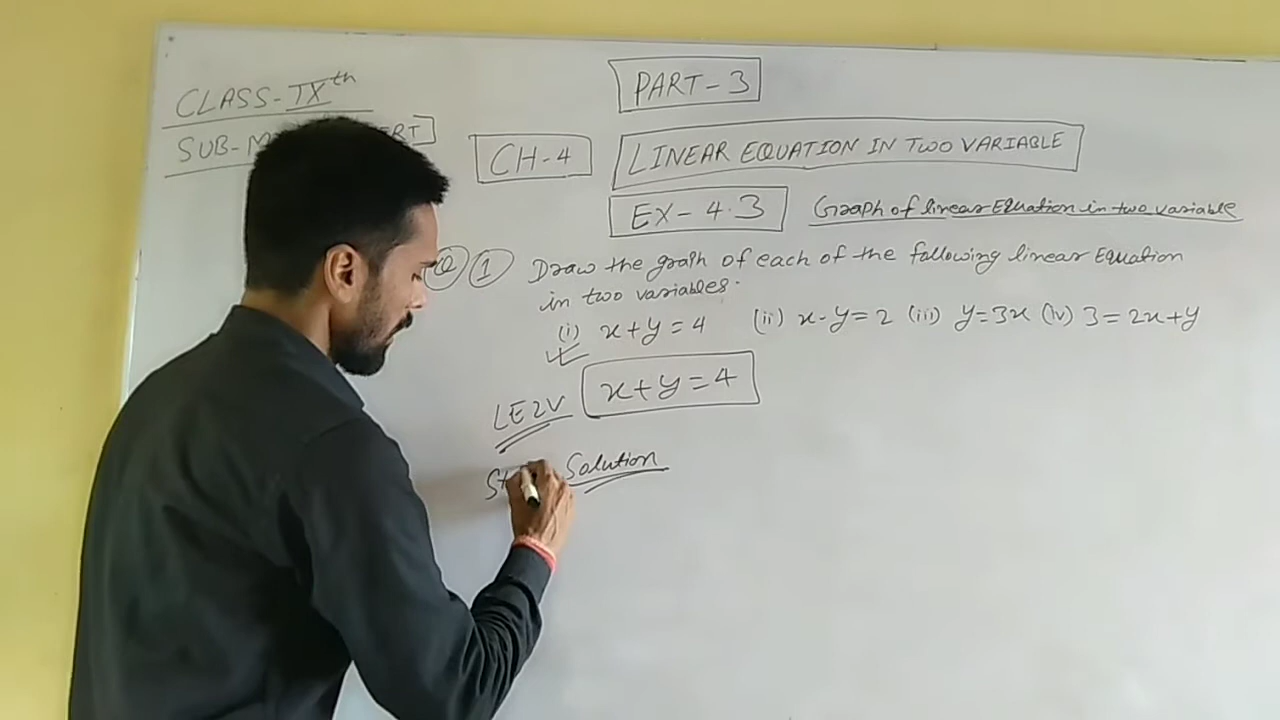 CLASS-IXth
PART-3
SUB-M
CH-4
LINEAR EQUATION IN TWO VARIABLE
EX-4.3
Graph of linear Equation in two variable
Q 1 Draw the graph of each of the following linear Equation
in two variables.
(i) x+y=4 (ii) x-y=2 (iii) y=3x (iv) 3=2x+y
LE2V x+y=4
Solution